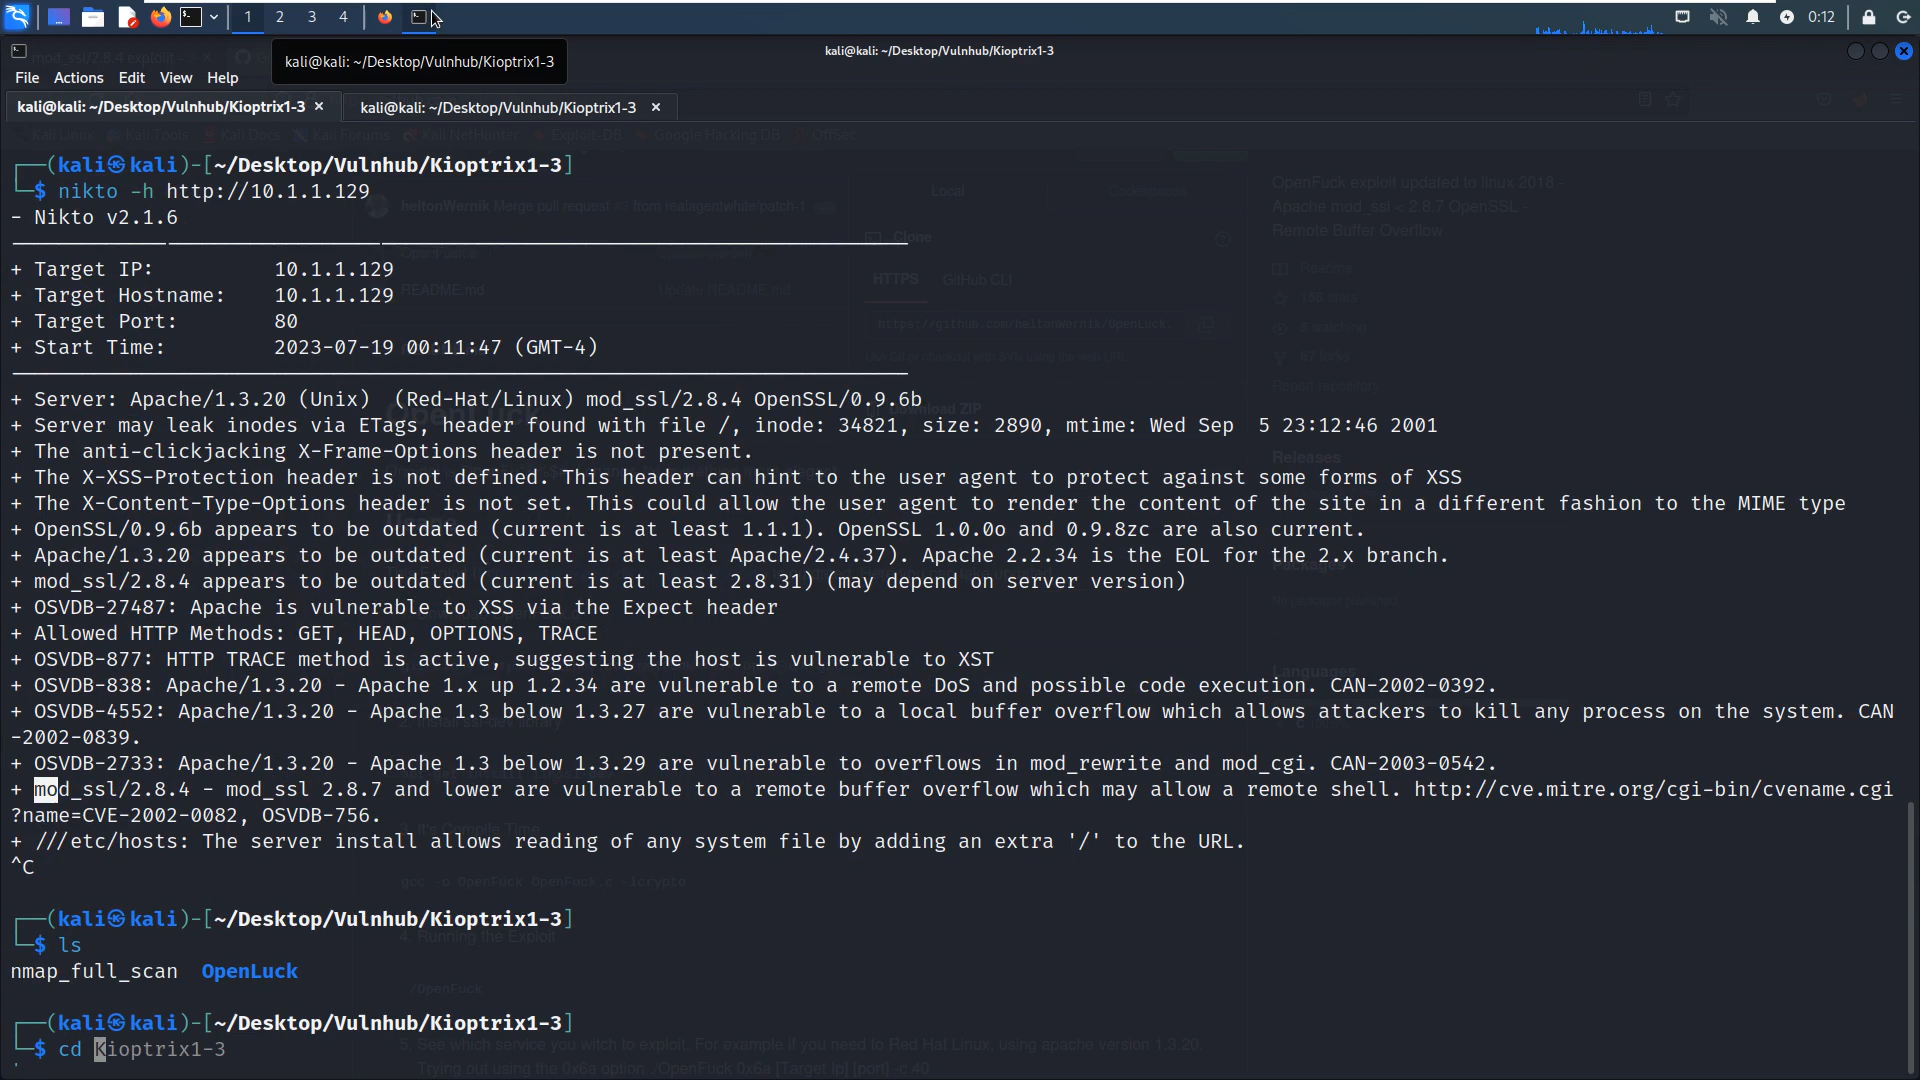 1 2 3 4
0:12
kali@kali: ~/Desktop/Vulnhub/Kioptrix1-3
kali@kali: ~/Desktop/Vulnhub/Kioptrix1-3
File Actions Edit View Help
kali@kali: ~/Desktop/Vulnhub/Kioptrix1-3 × kali@kali: ~/Desktop/Vulnhub/Kioptrix1-3 ×
┌──(kali㉿kali)-[~/Desktop/Vulnhub/Kioptrix1-3]
└─$ nikto -h http://10.1.1.129
- Nikto v2.1.6
+ Target IP: 10.1.1.129
+ Target Hostname: 10.1.1.129
+ Target Port: 80
+ Start Time: 2023-07-19 00:11:47 (GMT-4)
+ Server: Apache/1.3.20 (Unix) (Red-Hat/Linux) mod_ssl/2.8.4 OpenSSL/0.9.6b
+ Server may leak inodes via ETags, header found with file /, inode: 34821, size: 2890, mtime: Wed Sep 5 23:12:46 2001
+ The anti-clickjacking X-Frame-Options header is not present.
+ The X-XSS-Protection header is not defined. This header can hint to the user agent to protect against some forms of XSS
+ The X-Content-Type-Options header is not set. This could allow the user agent to render the content of the site in a different fashion to the MIME type
+ OpenSSL/0.9.6b appears to be outdated (current is at least 1.1.1). OpenSSL 1.0.0o and 0.9.8zc are also current.
+ Apache/1.3.20 appears to be outdated (current is at least Apache/2.4.37). Apache 2.2.34 is the EOL for the 2.x branch.
+ mod_ssl/2.8.4 appears to be outdated (current is at least 2.8.31) (may depend on server version)
+ OSVDB-27487: Apache is vulnerable to XSS via the Expect header
+ Allowed HTTP Methods: GET, HEAD, OPTIONS, TRACE
+ OSVDB-877: HTTP TRACE method is active, suggesting the host is vulnerable to XST
+ OSVDB-838: Apache/1.3.20 - Apache 1.x up 1.2.34 are vulnerable to a remote DoS and possible code execution. CAN-2002-0392.
+ OSVDB-4552: Apache/1.3.20 - Apache 1.3 below 1.3.27 are vulnerable to a local buffer overflow which allows attackers to kill any process on the system. CAN
-2002-0839.
+ OSVDB-2733: Apache/1.3.20 - Apache 1.3 below 1.3.29 are vulnerable to overflows in mod_rewrite and mod_cgi. CAN-2003-0542.
+ mod_ssl/2.8.4 - mod_ssl 2.8.7 and lower are vulnerable to a remote buffer overflow which may allow a remote shell. http://cve.mitre.org/cgi-bin/cvename.cgi
?name=CVE-2002-0082, OSVDB-756.
+ ///etc/hosts: The server install allows reading of any system file by adding an extra '/' to the URL.
^C
┌──(kali㉿kali)-[~/Desktop/Vulnhub/Kioptrix1-3]
└─$ ls
nmap_full_scan OpenLuck
┌──(kali㉿kali)-[~/Desktop/Vulnhub/Kioptrix1-3]
└─$ cd Kioptrix1-3